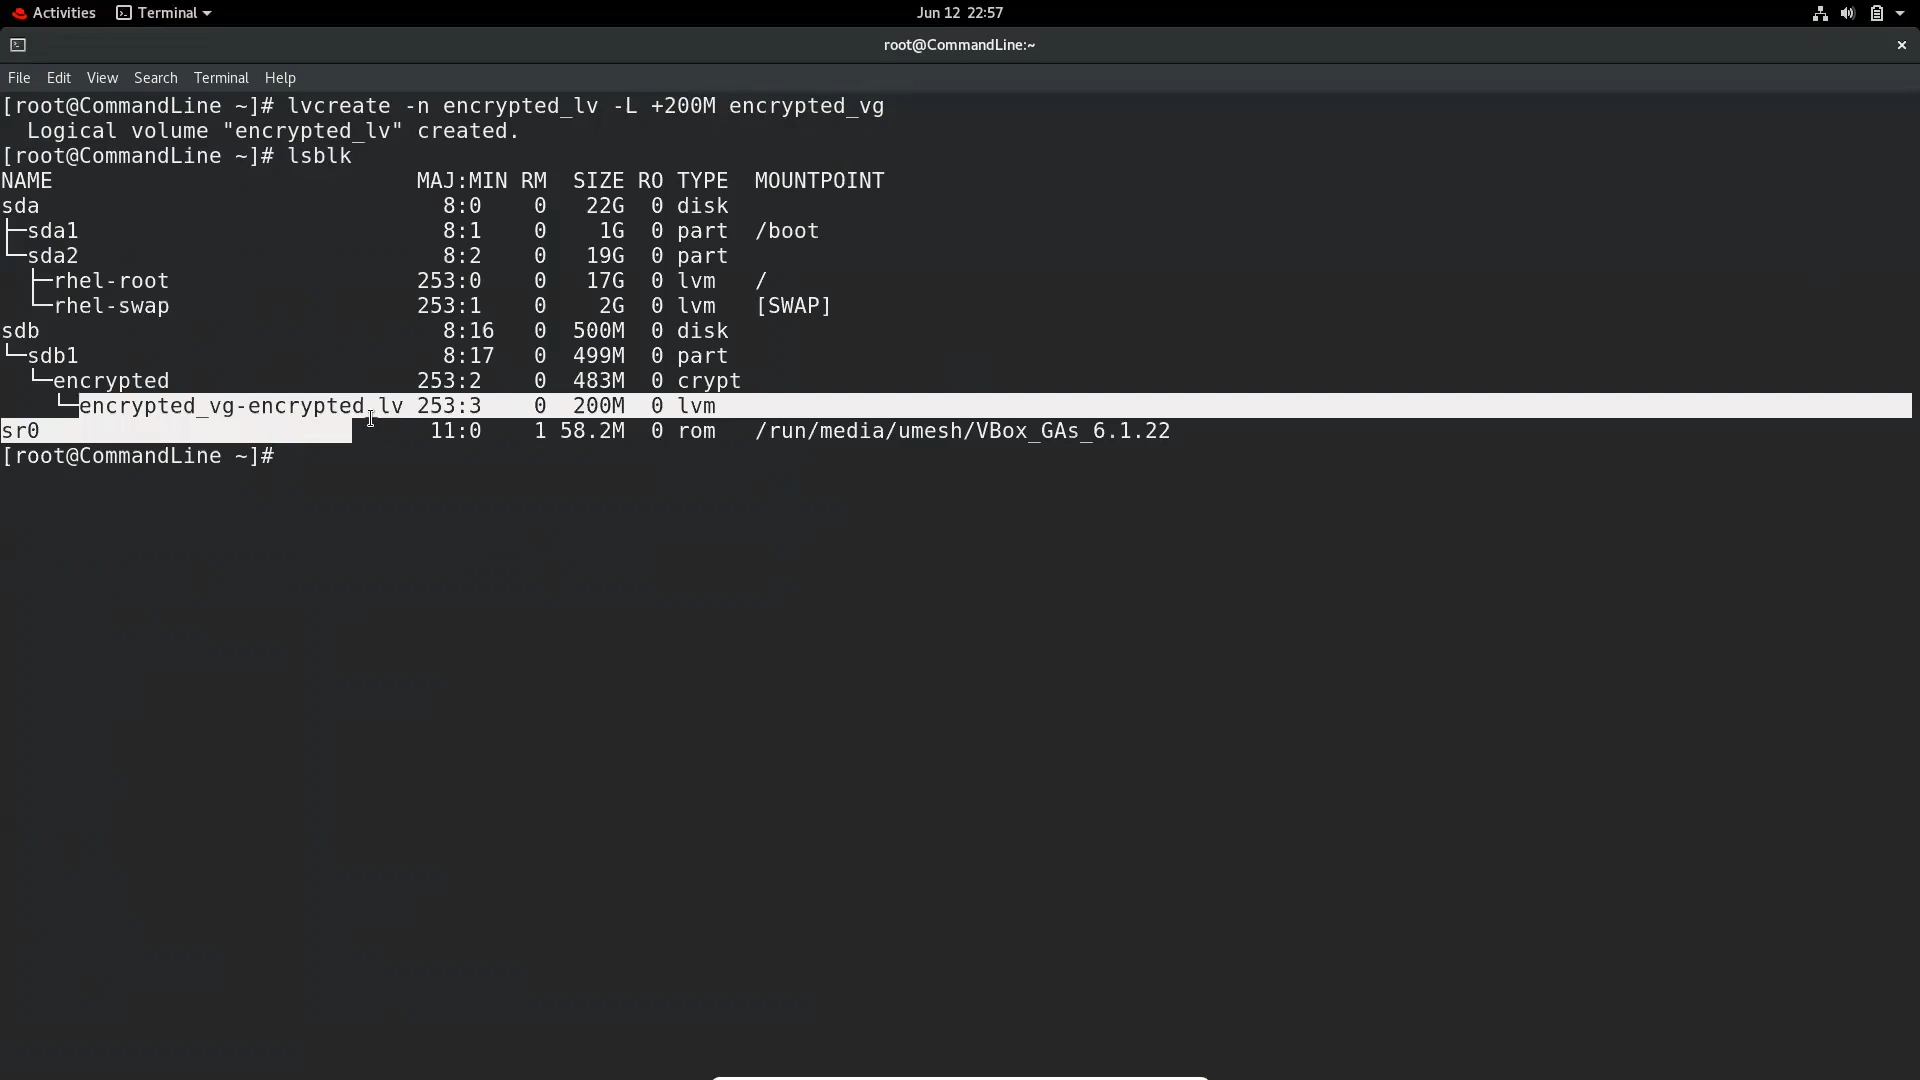 Activities Terminal Jun 12 22:57
root@CommandLine:~
File Edit View Search Terminal Help
[root@CommandLine ~]# lvcreate -n encrypted_lv -L +200M encrypted_vg
  Logical volume "encrypted_lv" created.
[root@CommandLine ~]# lsblk
NAME                            MAJ:MIN RM   SIZE RO TYPE  MOUNTPOINT
sda                               8:0    0    22G  0 disk
├─sda1                            8:1    0     1G  0 part  /boot
└─sda2                            8:2    0    19G  0 part
  ├─rhel-root                   253:0    0    17G  0 lvm   /
  └─rhel-swap                   253:1    0     2G  0 lvm   [SWAP]
sdb                               8:16   0   500M  0 disk
└─sdb1                            8:17   0   499M  0 part
  └─encrypted                   253:2    0   483M  0 crypt
    └─encrypted_vg-encrypted_lv 253:3    0   200M  0 lvm
sr0                              11:0    1  58.2M  0 rom   /run/media/umesh/VBox_GAs_6.1.22
[root@CommandLine ~]#